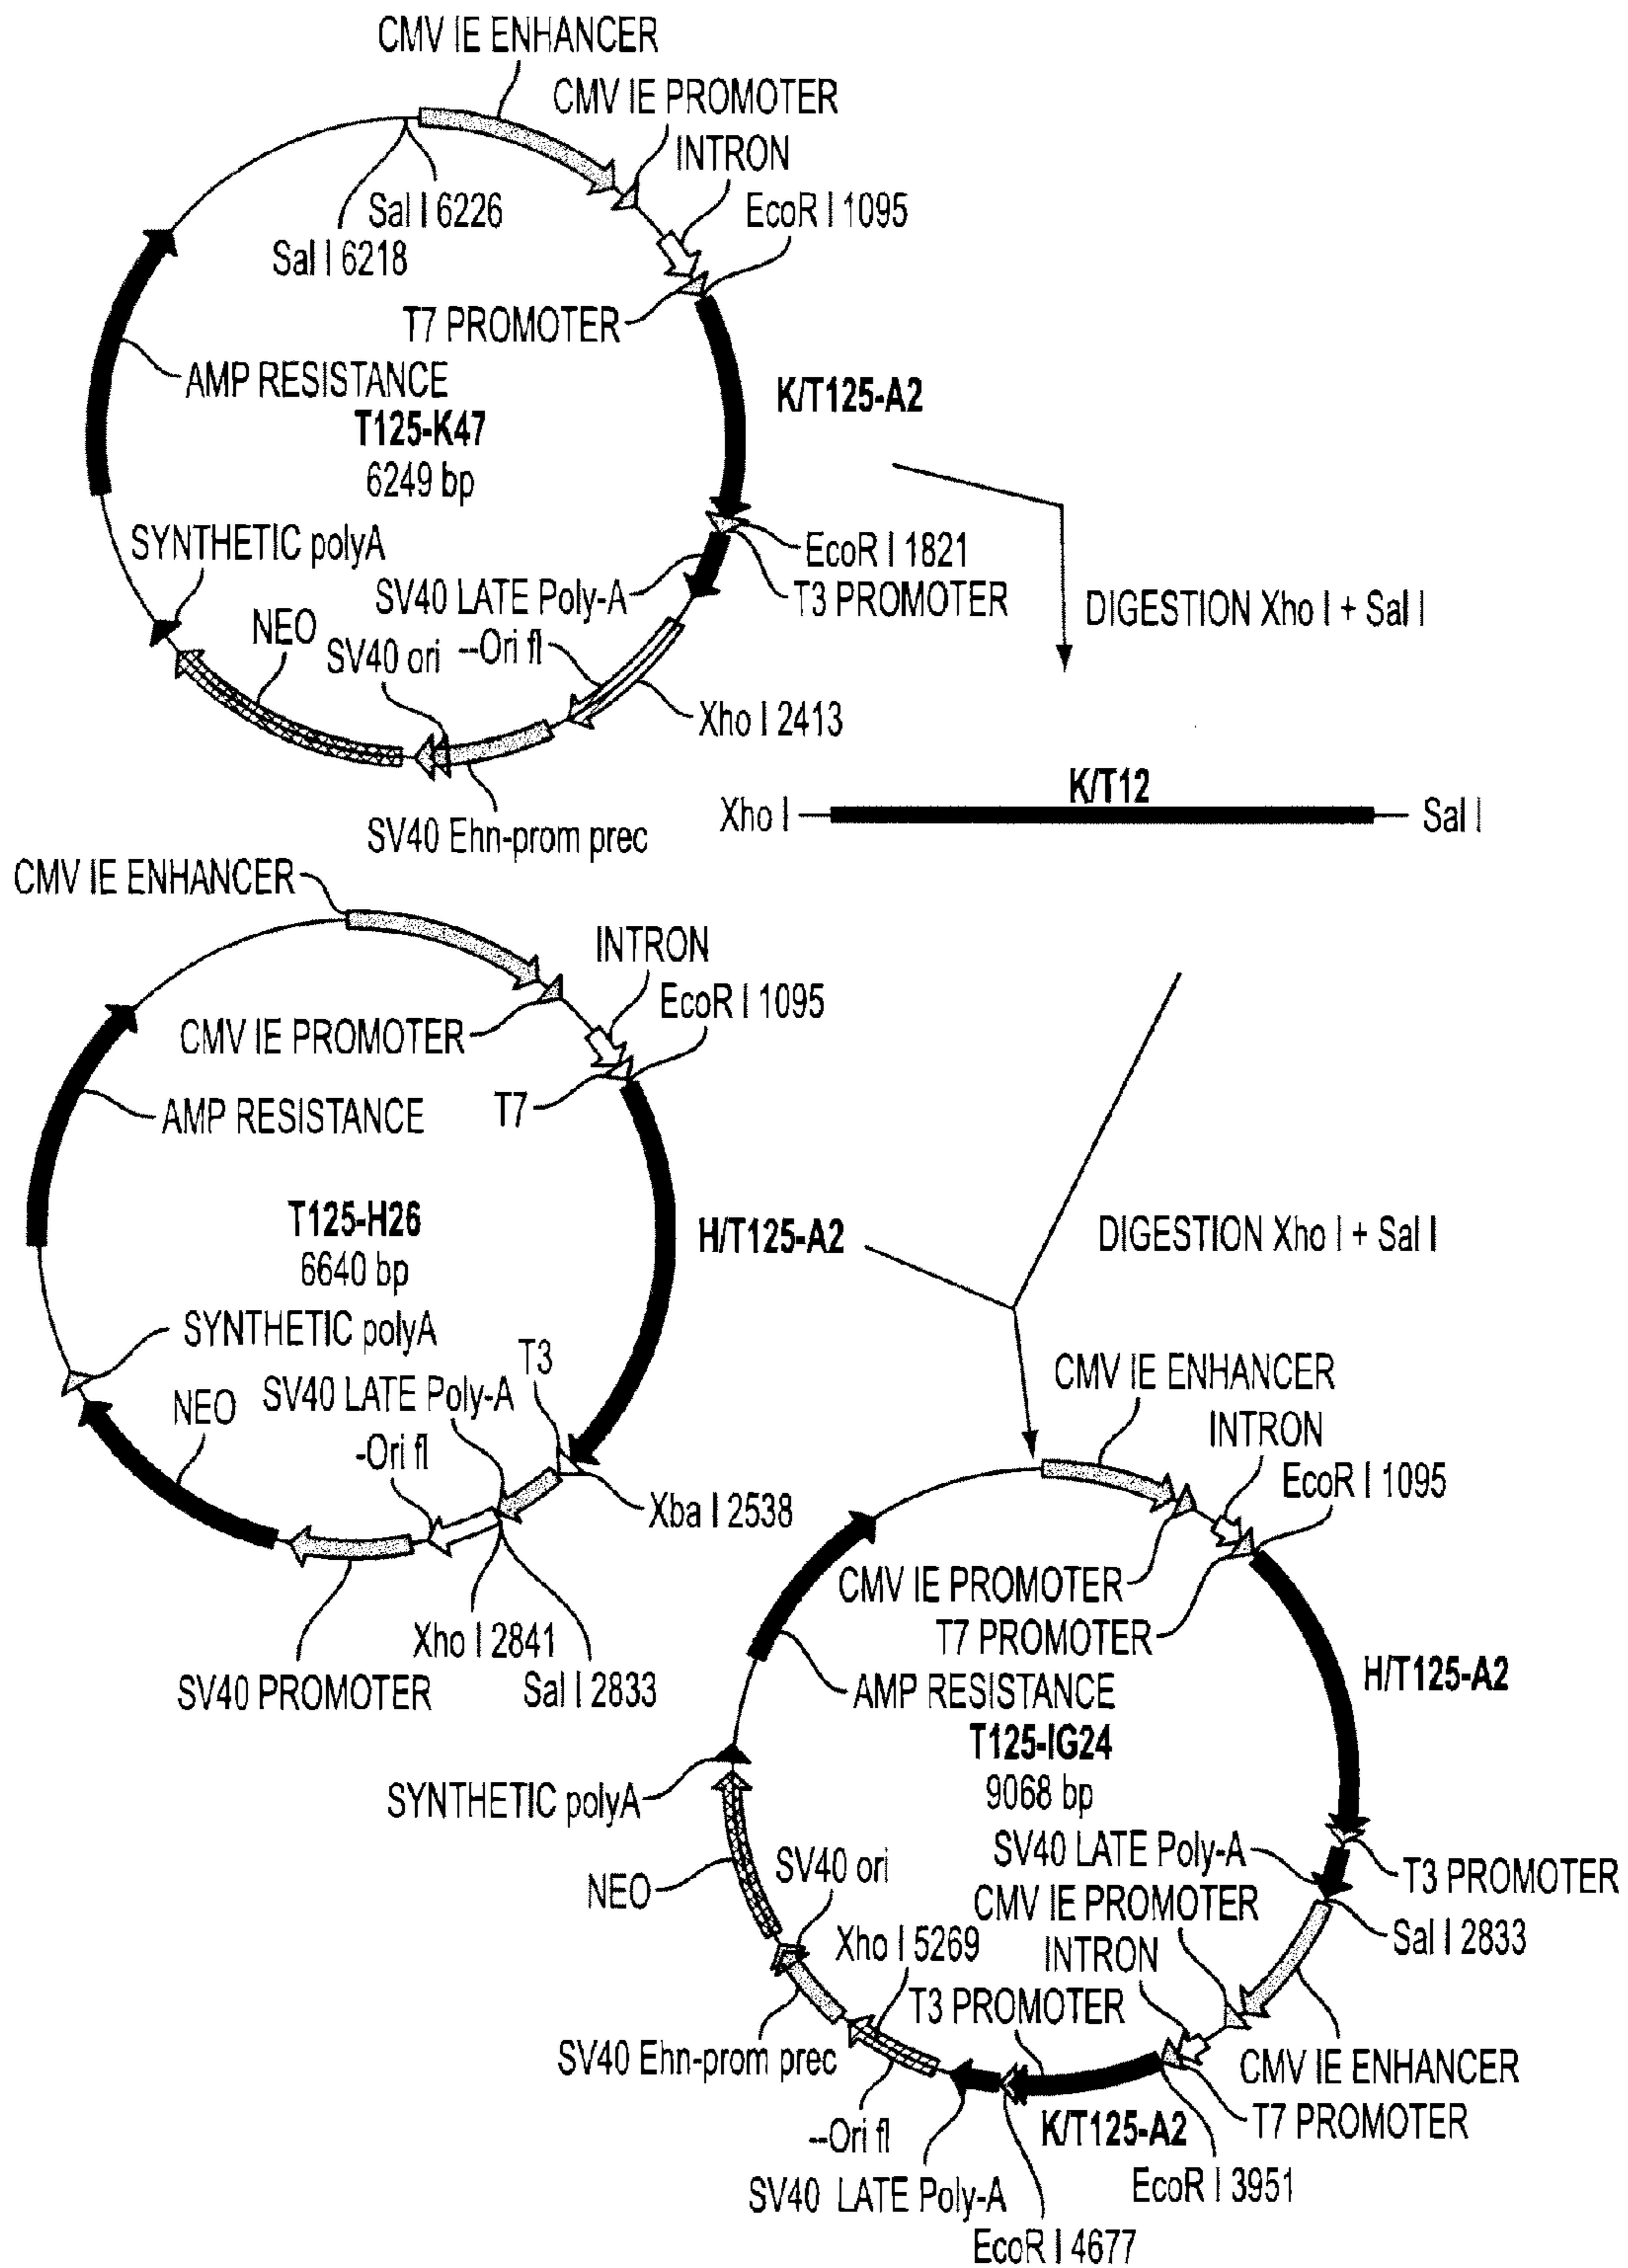 CMV IE ENHANCER
CMV IE PROMOTER
INTRON
EcoR I 1095
Sal I 6226
Sal I 6218
T7 PROMOTER
AMP RESISTANCE
K/T125-A2
T125-K47
6249 bp
SYNTHETIC polyA
EcoR I 1821
SV40 LATE Poly-A
T3 PROMOTER
DIGESTION Xho I + Sal I
NEO
SV40 ori
--Ori fl
Xho I 2413
SV40 Ehn-prom prec
K/T12
Xho I
Sal I
CMV IE ENHANCER
INTRON
EcoR I 1095
CMV IE PROMOTER
T7
AMP RESISTANCE
T125-H26
6640 bp
H/T125-A2
DIGESTION Xho I + Sal I
SYNTHETIC polyA
T3
SV40 LATE Poly-A
NEO
-Ori fl
Xba I 2538
Xho I 2841
Sal I 2833
SV40 PROMOTER
CMV IE ENHANCER
INTRON
EcoR I 1095
CMV IE PROMOTER
T7 PROMOTER
H/T125-A2
AMP RESISTANCE
T125-IG24
9068 bp
SYNTHETIC polyA
SV40 LATE Poly-A
T3 PROMOTER
SV40 ori
NEO
CMV IE PROMOTER
Sal I 2833
Xho I 5269
INTRON
T3 PROMOTER
SV40 Ehn-prom prec
CMV IE ENHANCER
T7 PROMOTER
--Ori fl
K/T125-A2
SV40 LATE Poly-A
EcoR I 3951
EcoR I 4677